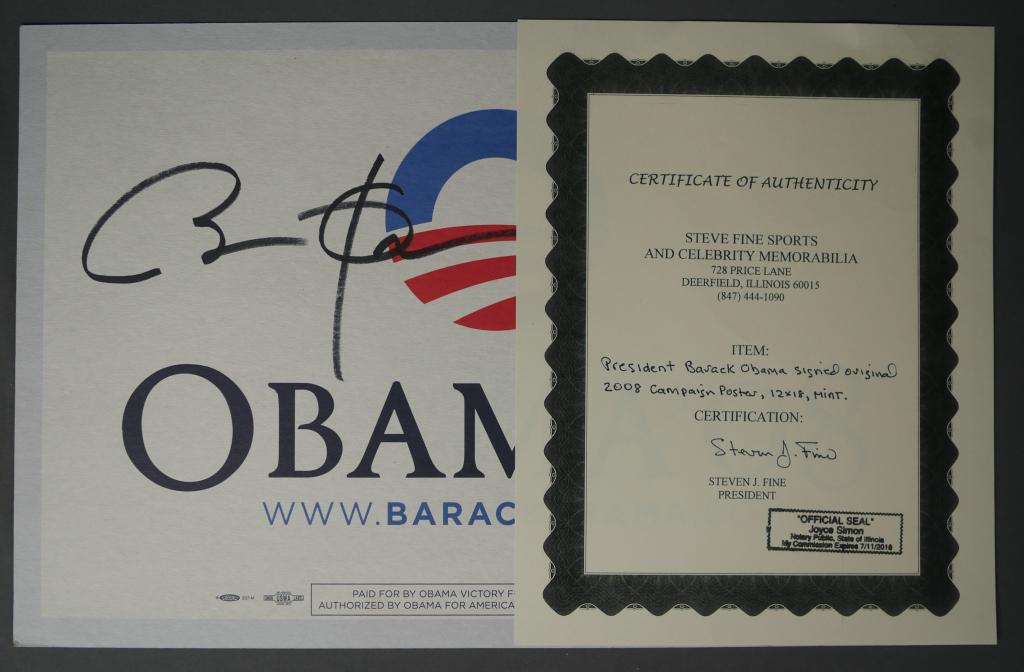 OBAM
WWW.BARAC
PAID FOR BY OBAMA VICTORY F
AUTHORIZED BY OBAMA FOR AMERICA
CERTIFICATE OF AUTHENTICITY
STEVE FINE SPORTS
AND CELEBRITY MEMORABILIA
728 PRICE LANE
DEERFIELD, ILLINOIS 60015
(847) 444-1090
ITEM:
President Barack Obama signed original
2008 Campaign Poster, 12x18, Mint.
CERTIFICATION:
Steven J. Fine
STEVEN J. FINE
PRESIDENT
"OFFICIAL SEAL"
Joyce Simon
Notary Public, State of Illinois
My Commission Expires 7/11/2018